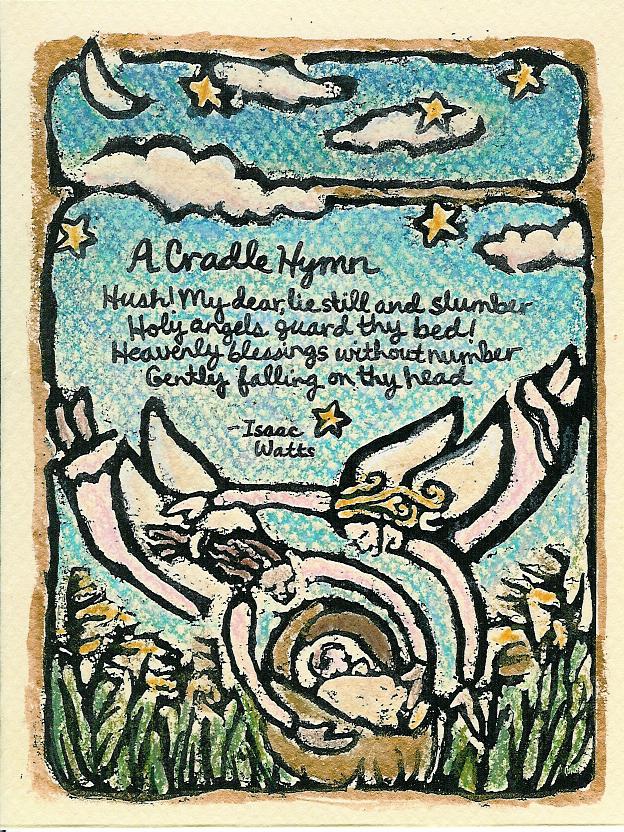 A Cradle Hymn
Hush! My dear, lie still and slumber
Holy angels guard thy bed!
Heavenly blessings without number
Gently falling on thy head
-Isaac
Watts